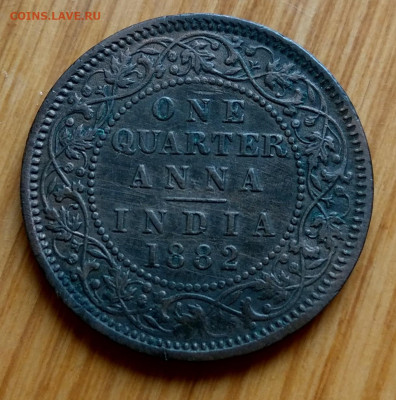 COINS.LAVE.RU
ONE
QUARTER
ANNA
INDIA
1882